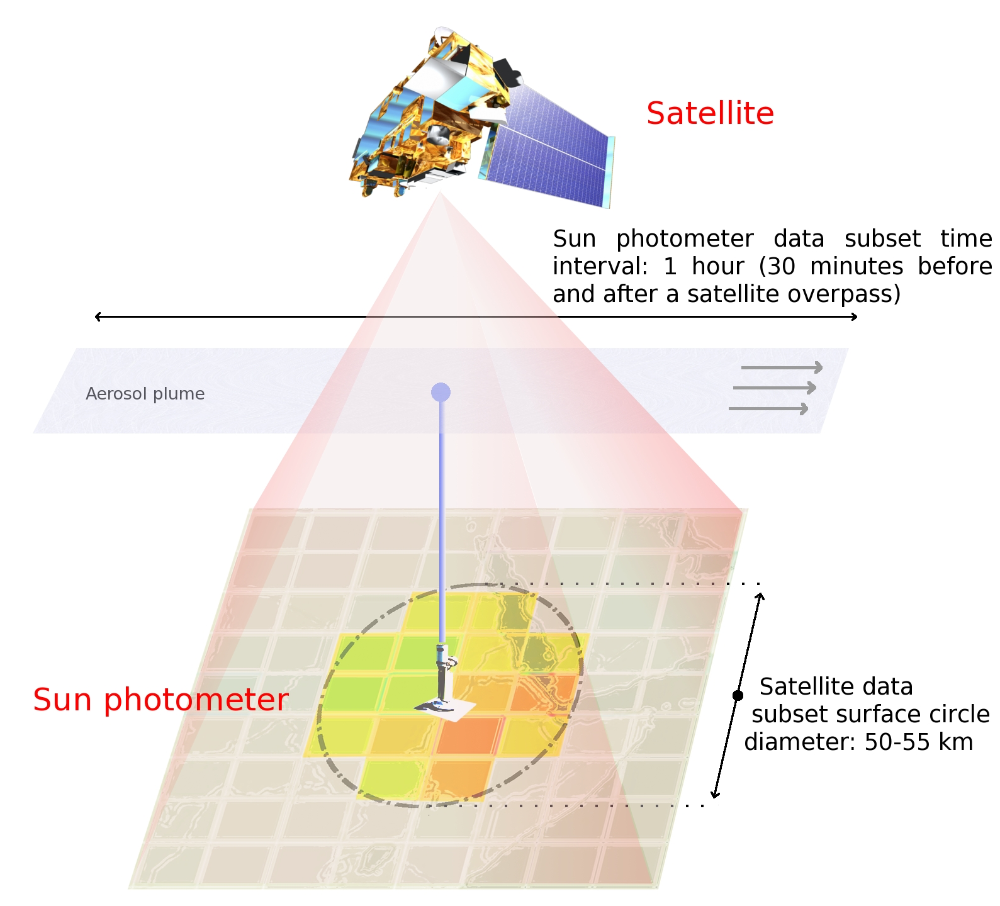 Satellite
Sun photometer data subset time
interval: 1 hour (30 minutes before
and after a satellite overpass)
Aerosol plume
Sun photometer
Satellite data
subset surface circle
diameter: 50-55 km